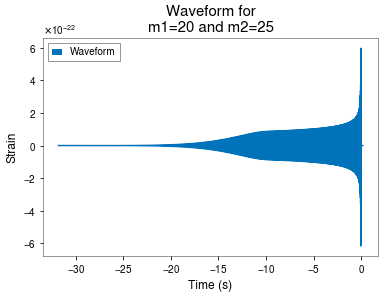 Waveform for
m1=20 and m2=25
×10⁻²²
Waveform
6
4
2
0
−2
−4
−6
Strain
−30 −25 −20 −15 −10 −5 0
Time (s)